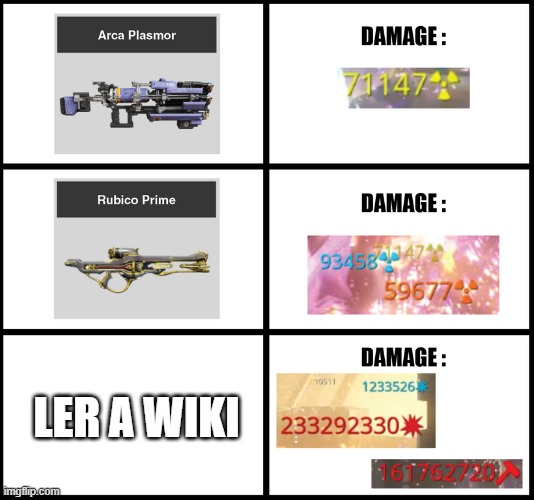 Arca Plasmor
DAMAGE :
71147
Rubico Prime
DAMAGE :
71147
93458
59677
LER A WIKI
DAMAGE :
10511
1233526
233292330
161762720
imgflip.com